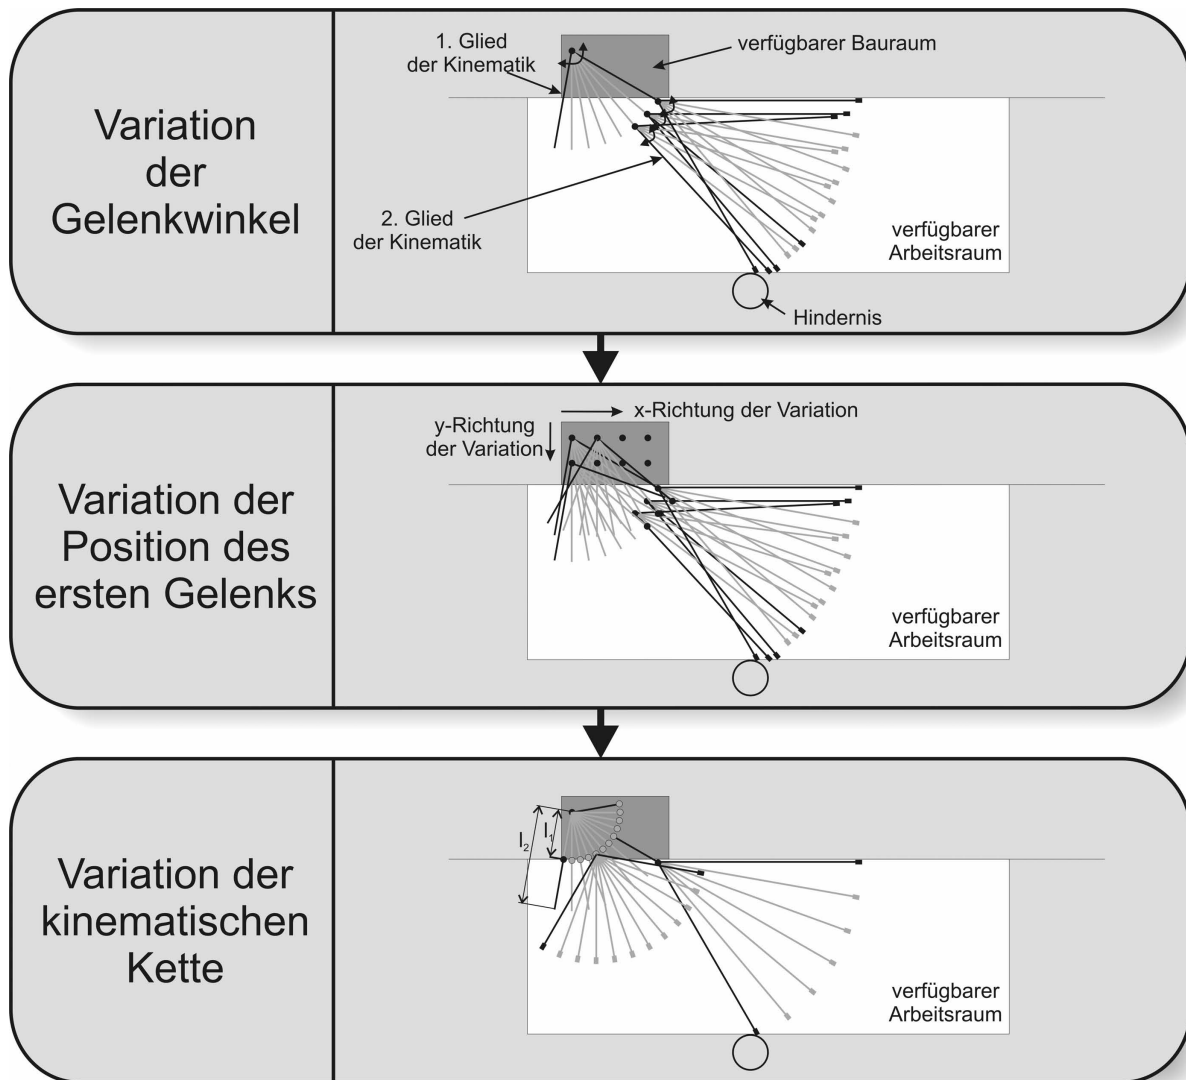 Variation
der
Gelenkwinkel
1. Glied
der Kinematik
verfügbarer Bauraum
2. Glied
der Kinematik
verfügbarer
Arbeitsraum
Hindernis
Variation der
Position des
ersten Gelenks
x-Richtung der Variation
y-Richtung
der Variation
verfügbarer
Arbeitsraum
Variation der
kinematischen
Kette
l₁
l₂
verfügbarer
Arbeitsraum